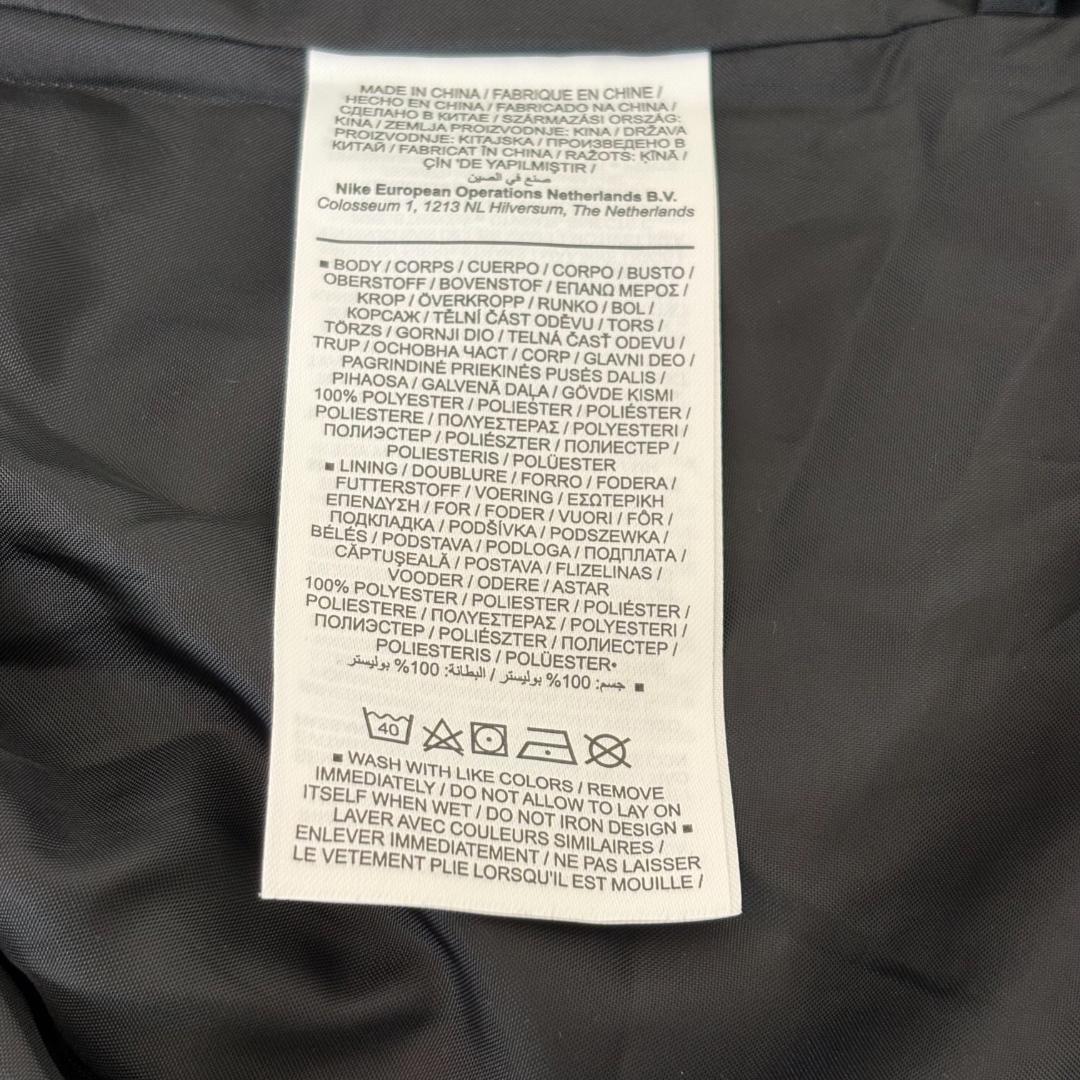 MADE IN CHINA / FABRIQUE EN CHINE /
HECHO EN CHINA / FABRICADO NA CHINA /
СДЕЛАНО В КИТАЕ / SZÁRMAZÁSI ORSZÁG:
KINA / ZEMLJA PROIZVODNJE: KINA / DRŽAVA
PROIZVODNJE: KITAJSKA / ПРОИЗВЕДЕНО В
КИТАЙ / FABRICAT ÎN CHINA / RAŽOTS: ĶĪNĀ /
ÇİN 'DE YAPILMIŞTIR /
صنع في الصين
Nike European Operations Netherlands B.V.
Colosseum 1, 1213 NL Hilversum, The Netherlands
■ BODY / CORPS / CUERPO / CORPO / BUSTO /
OBERSTOFF / BOVENSTOF / ΕΠΑΝΩ ΜΕΡΟΣ /
KROP / ÖVERKROPP / RUNKO / BOL /
КОРСАЖ / TĚLNÍ ČÁST ODĚVU / TORS /
TÖRZS / GORNJI DIO / TELNÁ ČASŤ ODEVU /
TRUP / ОСНОВНА ЧАСТ / CORP / GLAVNI DEO /
PAGRINDINĖ PRIEKINĖS PUSĖS DALIS /
PIHAOSA / GALVENĀ DAĻA / GÖVDE KISMI
100% POLYESTER / POLIESTER / POLIÉSTER /
POLIESTERE / ΠΟΛΥΕΣΤΕΡΑΣ / POLYESTERI /
ПОЛИЭСТЕР / POLIÉSZTER / ПОЛИЕСТЕР /
POLIESTERIS / POLÜESTER
■ LINING / DOUBLURE / FORRO / FODERA /
FUTTERSTOFF / VOERING / ΕΣΩΤΕΡΙΚΗ
ΕΠΕΝΔΥΣΗ / FOR / FODER / VUORI / FÔR /
ПОДКЛАДКА / PODŠÍVKA / PODSZEWKA /
BÉLÉS / PODSTAVA / PODLOGA / ПОДПЛАТА /
CĂPTUŞEALĂ / POSTAVA / FLIZELINAS /
VOODER / ODERE / ASTAR
100% POLYESTER / POLIESTER / POLIÉSTER /
POLIESTERE / ΠΟΛΥΕΣΤΕΡΑΣ / POLYESTERI /
ПОЛИЭСТЕР / POLIÉSZTER / ПОЛИЕСТЕР /
POLIESTERIS / POLÜESTER•
■ جسم: 100% بوليستر / البطانة: 100% بوليستر
40
■ WASH WITH LIKE COLORS / REMOVE
IMMEDIATELY / DO NOT ALLOW TO LAY ON
ITSELF WHEN WET / DO NOT IRON DESIGN ■
LAVER AVEC COULEURS SIMILAIRES /
ENLEVER IMMEDIATEMENT / NE PAS LAISSER
LE VETEMENT PLIE LORSQU'IL EST MOUILLE /